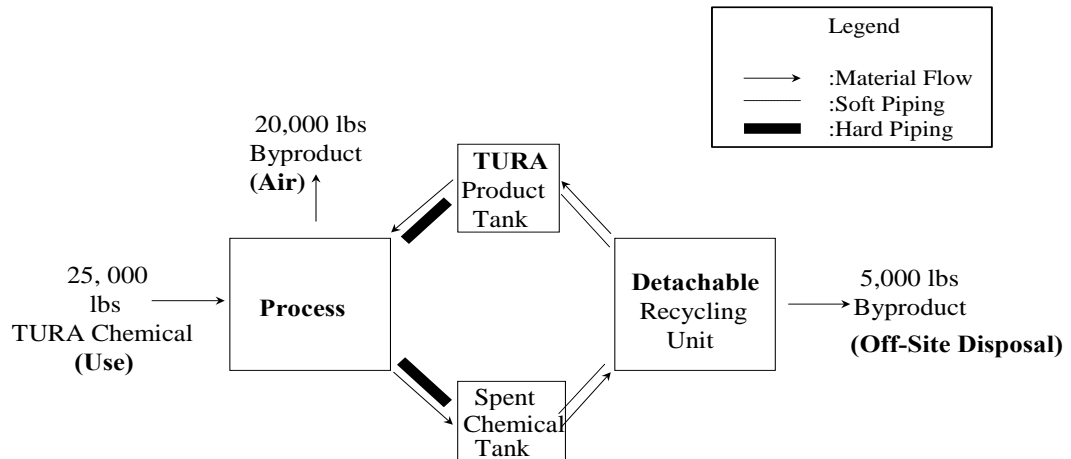 Legend
:Material Flow
:Soft Piping
:Hard Piping
20,000 lbs
Byproduct
(Air)
TURA
Product
Tank
25, 000
lbs
TURA Chemical
(Use)
Process
Detachable
Recycling
Unit
5,000 lbs
Byproduct
(Off-Site Disposal)
Spent
Chemical
Tank